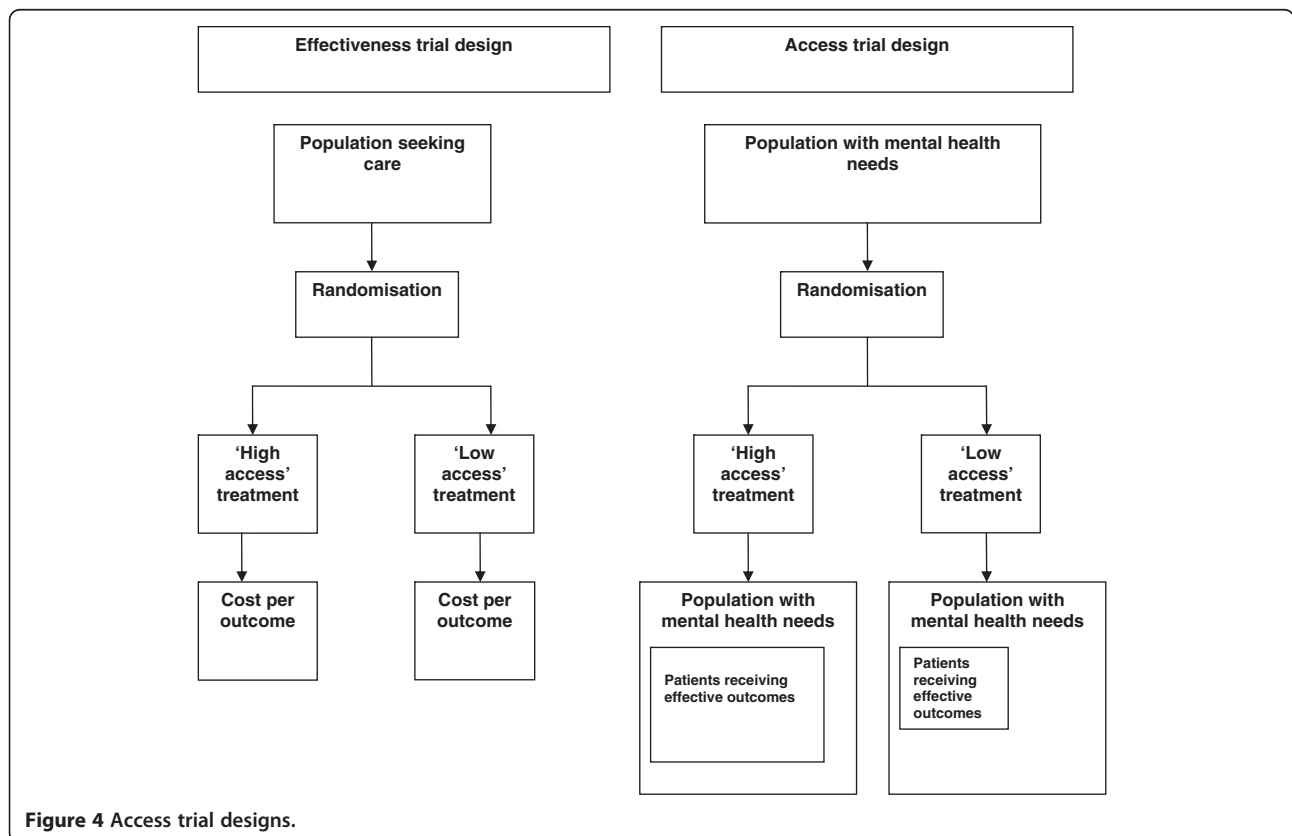 Effectiveness trial design
Access trial design
Population seeking
care
Population with mental health
needs
Randomisation
Randomisation
‘High
access’
treatment
‘Low
access’
treatment
‘High
access’
treatment
‘Low
access’
treatment
Cost per
outcome
Cost per
outcome
Population with
mental health needs
Patients receiving
effective outcomes
Population with
mental health needs
Patients
receiving
effective
outcomes
Figure 4 Access trial designs.